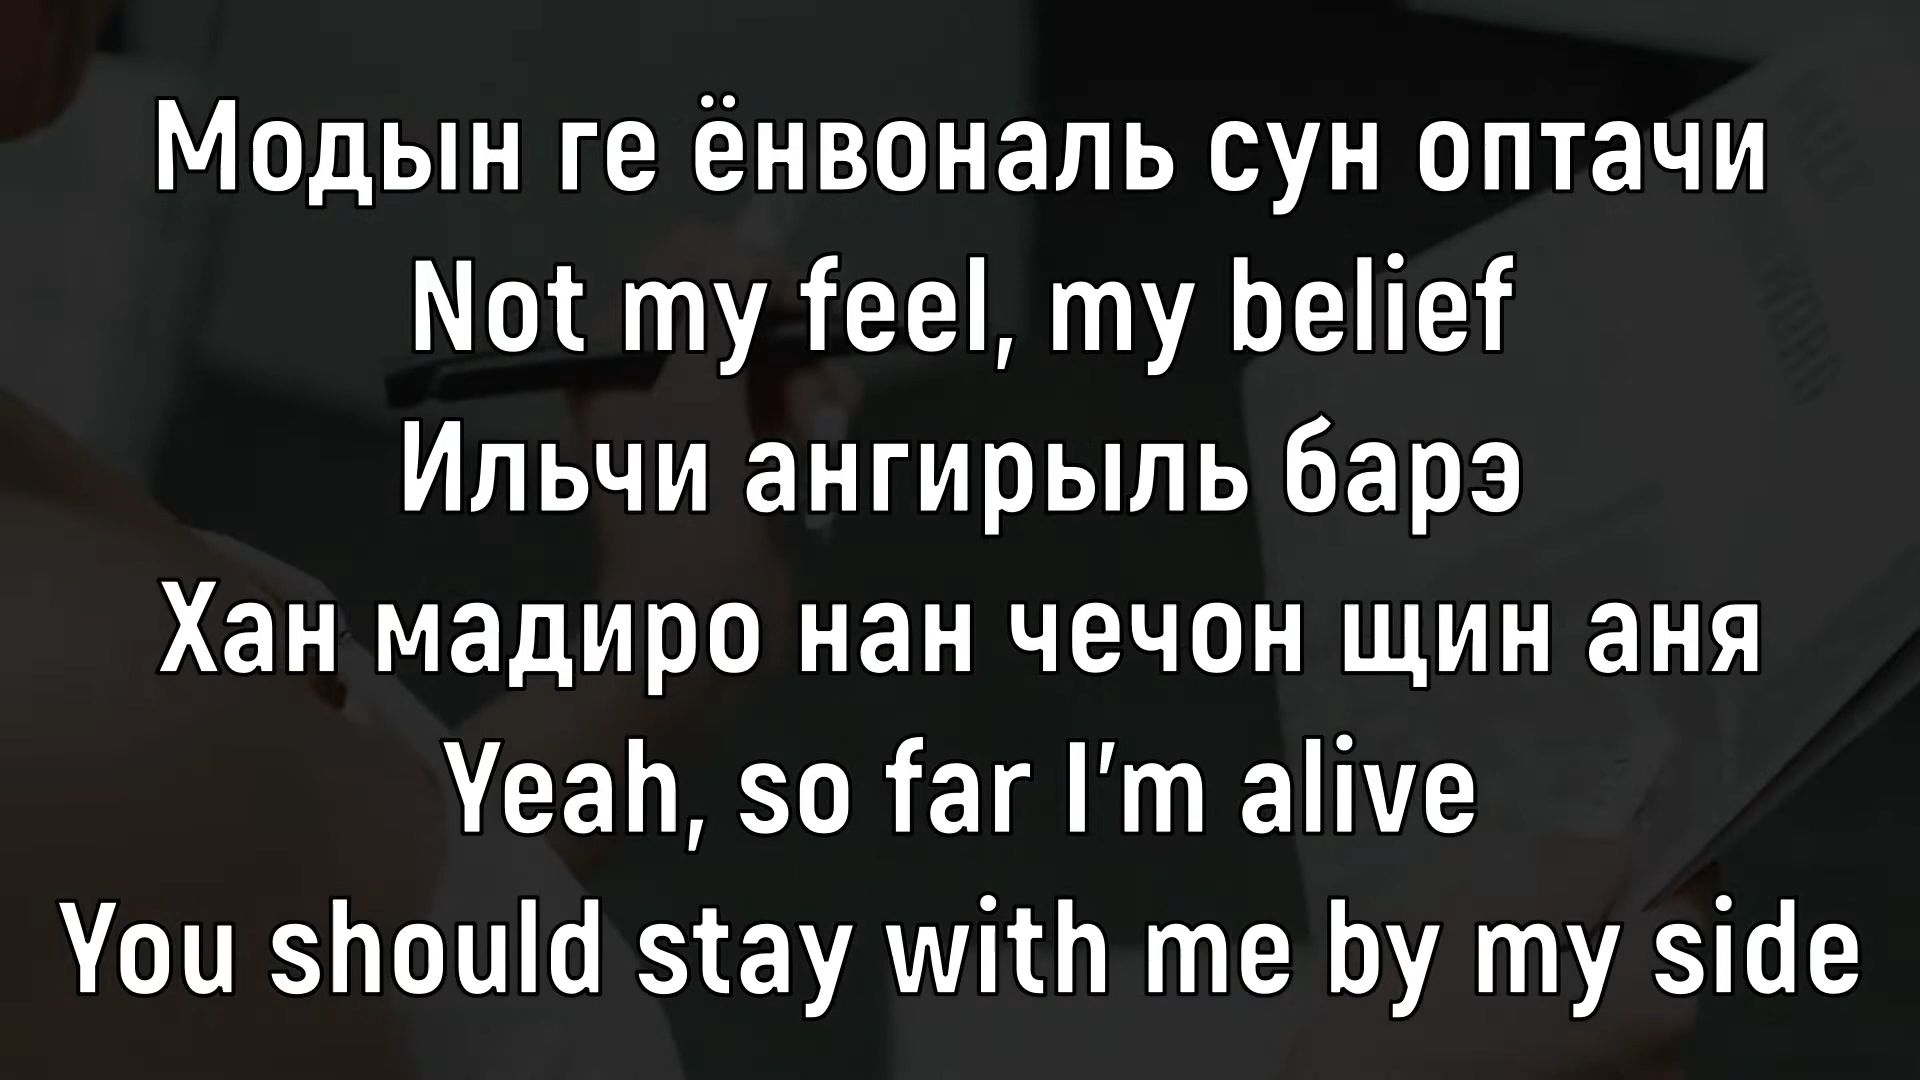 Модын ге ёнвональ сун оптачи
Not my feel, my belief
Ильчи ангирыль барэ
Хан мадиро нан чечон щин аня
Yeah, so far I'm alive
You should stay with me by my side